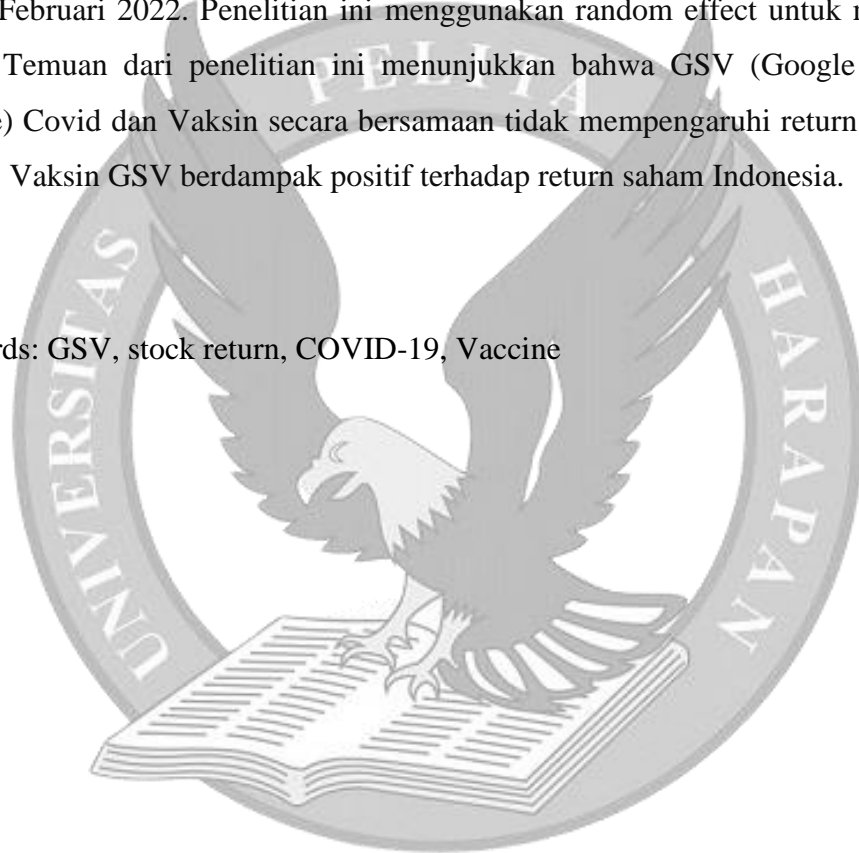 Februari 2022. Penelitian ini menggunakan random effect untuk
Temuan dari penelitian ini menunjukkan bahwa GSV (Google
e) Covid dan Vaksin secara bersamaan tidak mempengaruhi return
Vaksin GSV berdampak positif terhadap return saham Indonesia.
rds: GSV, stock return, COVID-19, Vaccine
UNIVERSITAS PELITA HARAPAN